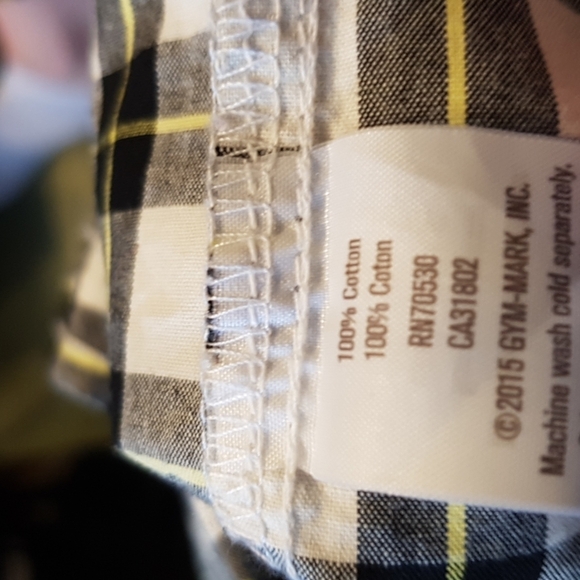 100% Cotton
100% Coton
RN70530
CA31802
©2015 GYM-MARK, INC.
Machine wash cold separately.